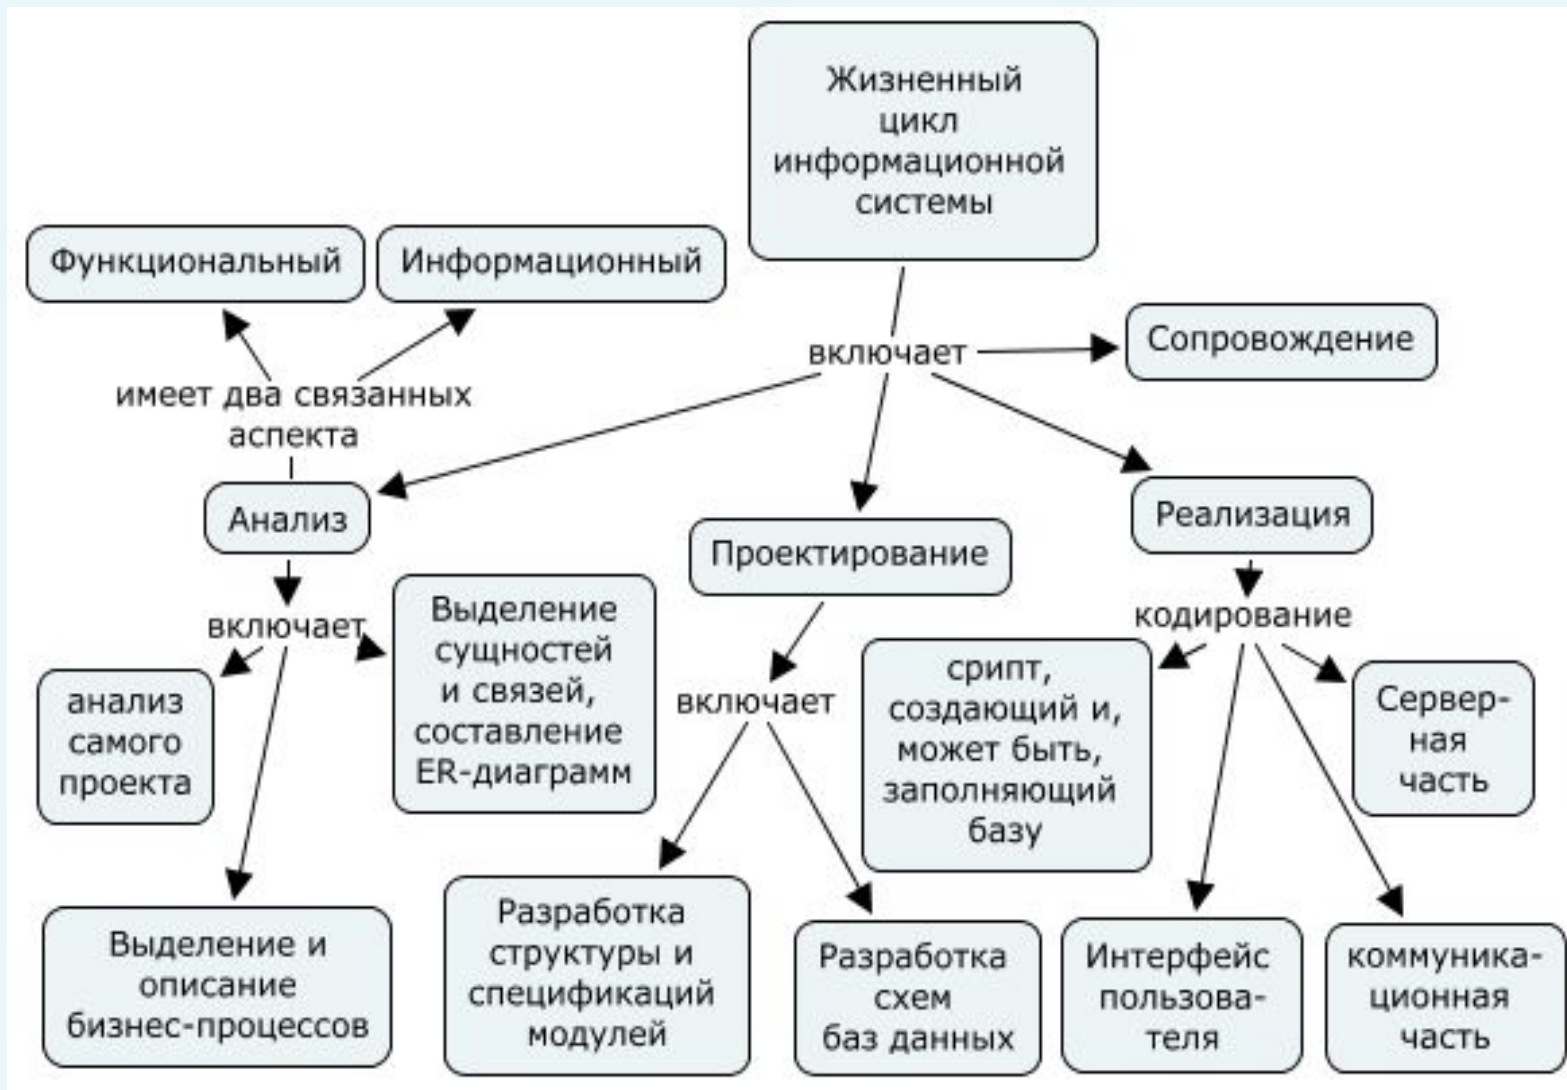 Жизненный
цикл
информационной
системы
Функциональный
Информационный
включает
Сопровождение
имеет два связанных
аспекта
Анализ
Проектирование
Реализация
включает
Выделение
сущностей
и связей,
составление
ER-диаграмм
анализ
самого
проекта
Выделение и
описание
бизнес-процессов
включает
Разработка
структуры и
спецификаций
модулей
Разработка
схем
баз данных
кодирование
срипт,
создающий и,
может быть,
заполняющий
базу
Сервер-
ная
часть
Интерфейс
пользова-
теля
коммуника-
ционная
часть